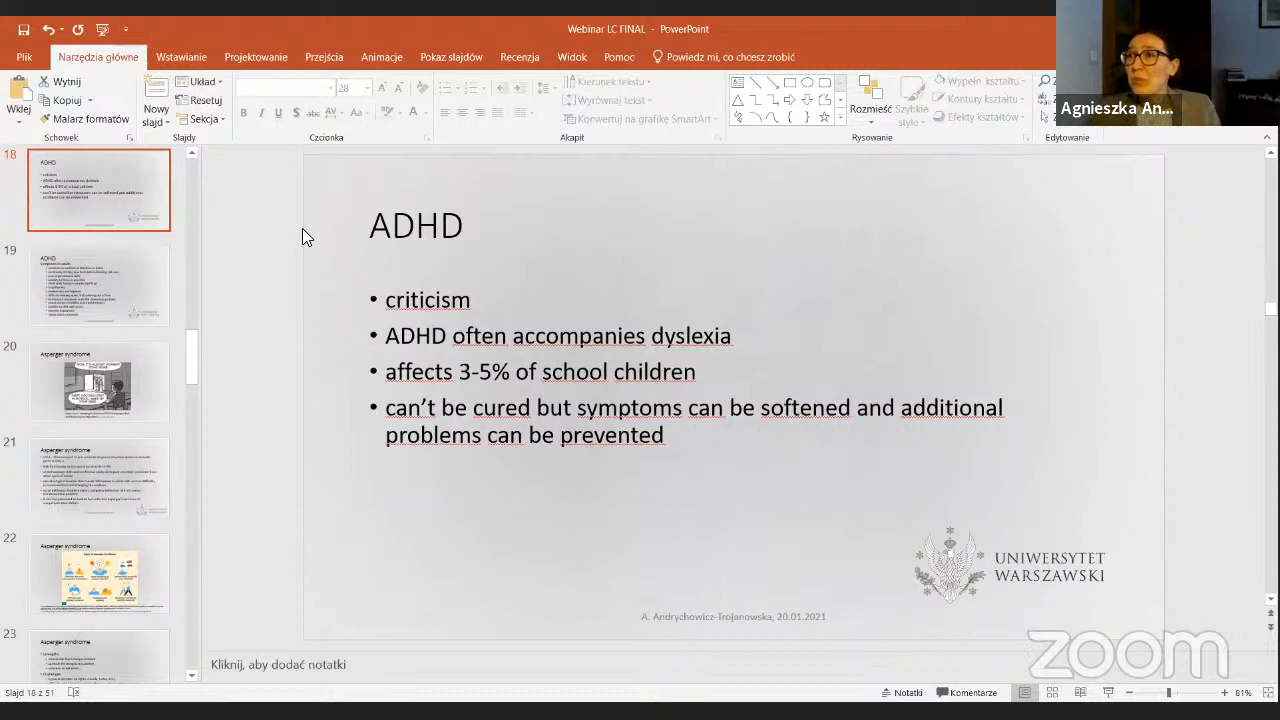 Webinar LC FINAL - PowerPoint
Plik Narzędzia główne Wstawianie Projektowanie Przejścia Animacje Pokaz slajdów Recenzja Widok Pomoc Powiedz mi, co chcesz zrobić
Wklej
Wytnij
Kopiuj
Malarz formatów
Schowek
Nowy
slajd
Układ
Resetuj
Sekcja
Slajdy
28
Czcionka
Kierunek tekstu
Wyrównaj tekst
Konwertuj na grafikę SmartArt
Akapit
Rozmieść
Szybkie
style
Wypełn. kształtu
Kontury kształtu
Efekty kształtów
Rysowanie
Edytowanie
Agnieszka An...
18
ADHD
19
ADHD
20
Asperger syndrome
21
Asperger syndrome
22
Asperger syndrome
23
Asperger syndrome
ADHD
• criticism
• ADHD often accompanies dyslexia
• affects 3-5% of school children
• can't be cured but symptoms can be softened and additional
problems can be prevented
UNIWERSYTET
WARSZAWSKI
A. Andrychowicz-Trojanowska, 20.01.2021
zoom
Kliknij, aby dodać notatki
Slajd 18 z 51
Notatki
Komentarze
81%